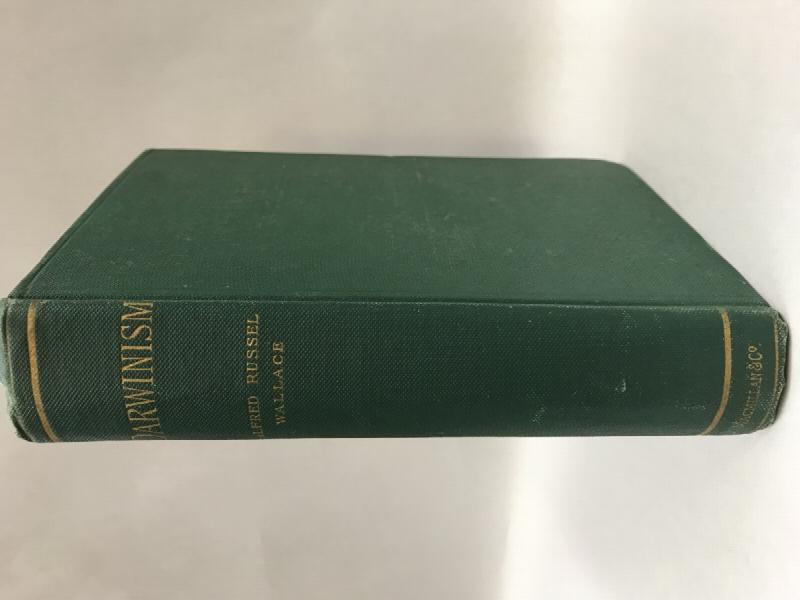 DARWINISM
ALFRED RUSSEL
WALLACE
MACMILLAN & Cº.